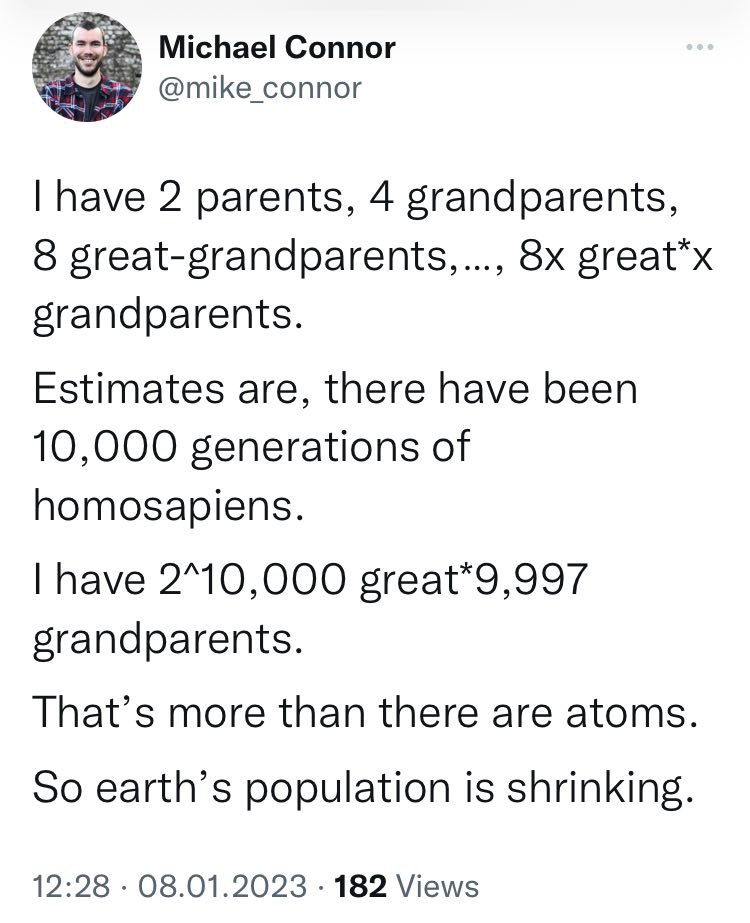 Michael Connor
@mike_connor
I have 2 parents, 4 grandparents,
8 great-grandparents,..., 8x great*x
grandparents.
Estimates are, there have been
10,000 generations of
homosapiens.
I have 2^10,000 great*9,997
grandparents.
That’s more than there are atoms.
So earth’s population is shrinking.
12:28 · 08.01.2023 · 182 Views